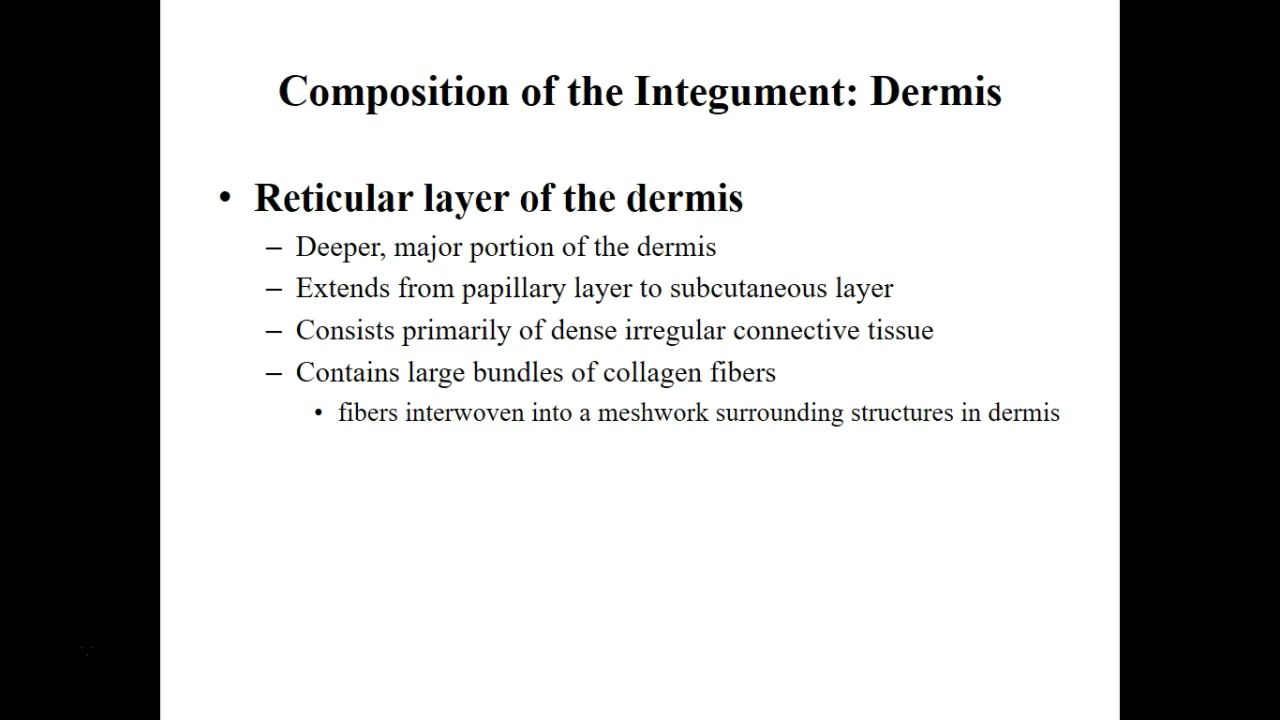 Composition of the Integument: Dermis
• Reticular layer of the dermis
– Deeper, major portion of the dermis
– Extends from papillary layer to subcutaneous layer
– Consists primarily of dense irregular connective tissue
– Contains large bundles of collagen fibers
• fibers interwoven into a meshwork surrounding structures in dermis